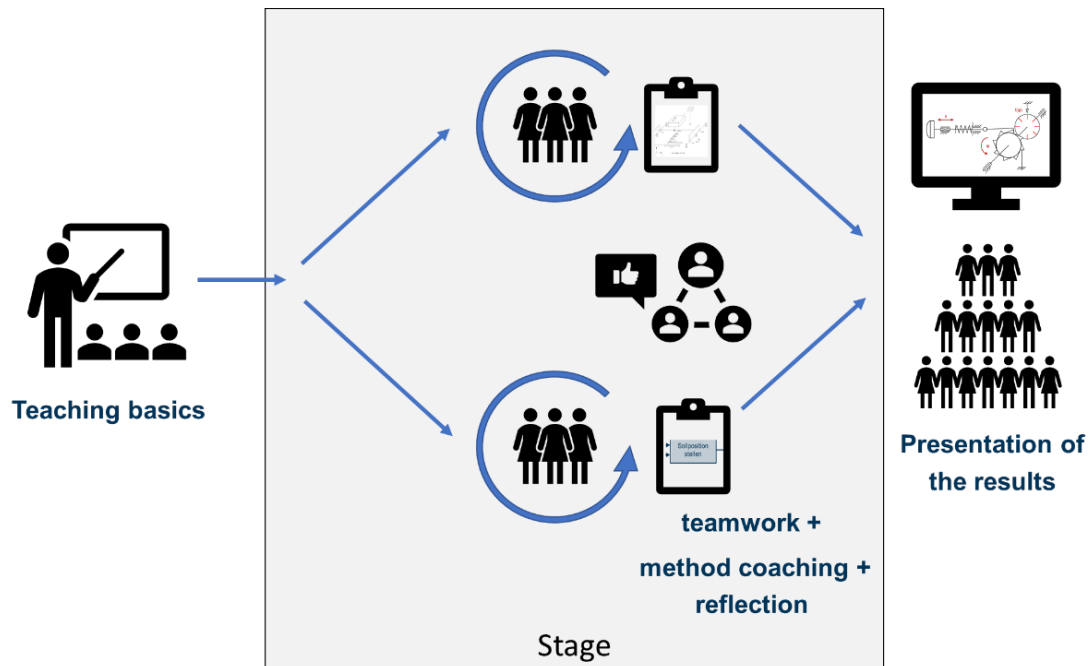 Teaching basics
Sollposition
stellen
teamwork +
method coaching +
reflection
Stage
Presentation of
the results